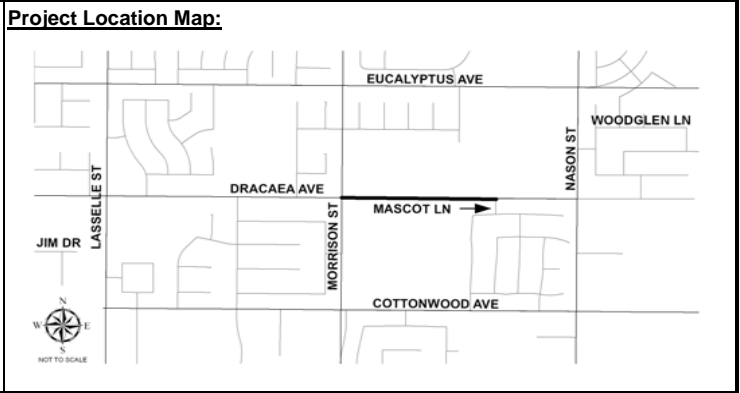 Project Location Map:
EUCALYPTUS AVE
WOODGLEN LN
NASON ST
LASSELLE ST
DRACAEA AVE
MASCOT LN
MORRISON ST
JIM DR
COTTONWOOD AVE
N
W E
S
NOT TO SCALE